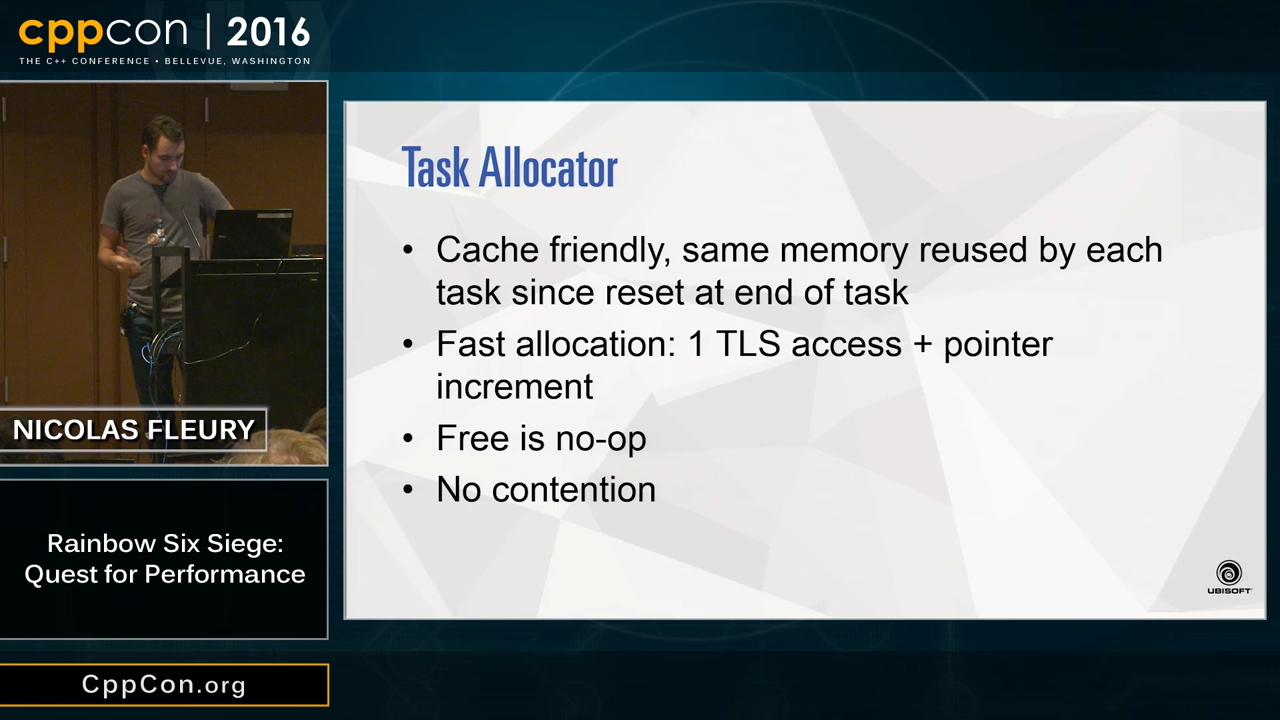 cppcon | 2016
THE C++ CONFERENCE • BELLEVUE, WASHINGTON
Task Allocator
• Cache friendly, same memory reused by each
task since reset at end of task
• Fast allocation: 1 TLS access + pointer
increment
• Free is no-op
• No contention
UBISOFT
NICOLAS FLEURY
Rainbow Six Siege:
Quest for Performance
CppCon.org